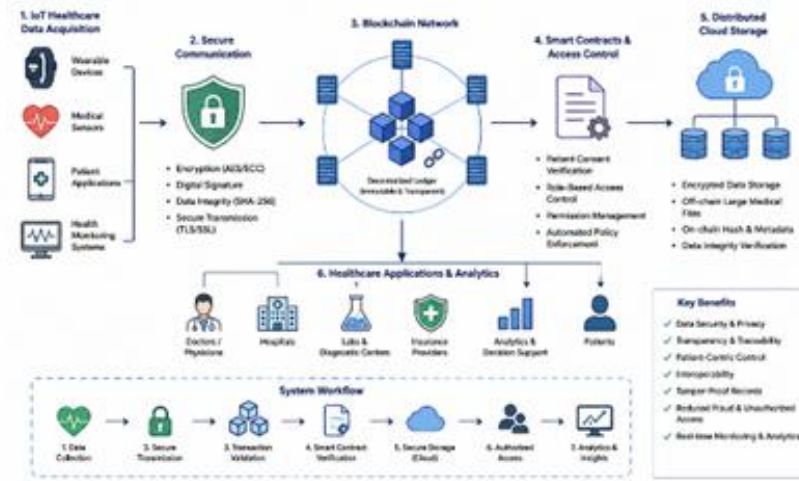 1. IoT Healthcare
Data Acquisition
Wearable
Devices
Medical
Sensors
Patient
Applications
Health
Monitoring
Systems
2. Secure
Communication
• Encryption (AES/ECC)
• Digital Signature
• Data Integrity (SHA-256)
• Secure Transmission
(TLS/SSL)
3. Blockchain Network
Decentralized Ledger
(Immutable & Transparent)
4. Smart Contracts &
Access Control
• Patient Consent
Verification
• Role-Based Access
Control
• Permission Management
• Automated Policy
Enforcement
5. Distributed
Cloud Storage
• Encrypted Data Storage
• Off-chain Large Medical
Files
• On-chain Hash & Metadata
• Data Integrity Verification
6. Healthcare Applications & Analytics
Doctors /
Physicians
Hospitals
Labs &
Diagnostic Centers
Insurance
Providers
Analytics &
Decision Support
Patients
Key Benefits
✓ Data Security & Privacy
✓ Transparency & Traceability
✓ Patient-Centric Control
✓ Interoperability
✓ Tamper-Proof Records
✓ Reduced Fraud & Unauthorized
Access
✓ Real-time Monitoring & Analytics
System Workflow
1. Data
Collection
2. Secure
Transmission
3. Transaction
Validation
4. Smart Contract
Verification
5. Secure Storage
(Cloud)
6. Authorized
Access
7. Analytics &
Insights